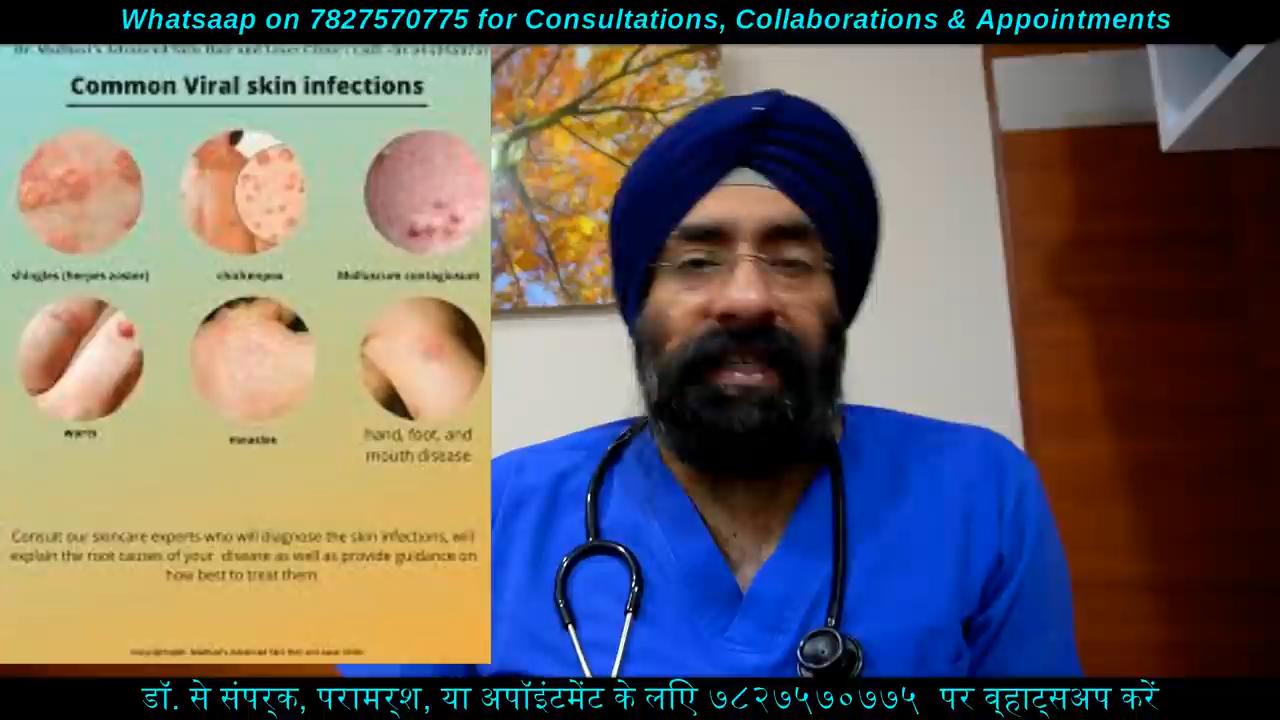 Whatsaap on 7827570775 for Consultations, Collaborations & Appointments
Common Viral skin infections
shingles (herpes zoster)
chickenpox
Molluscum contagiosum
warts
measles
hand, foot, and
mouth disease
Consult our skincare experts who will diagnose the skin infections, will
explain the root causes of your disease as well as provide guidance on
how best to treat them
डॉ. से संपर्क, परामर्श, या अपॉइंटमेंट के लिए ७८२७५७०७७५ पर व्हाट्सअप करें